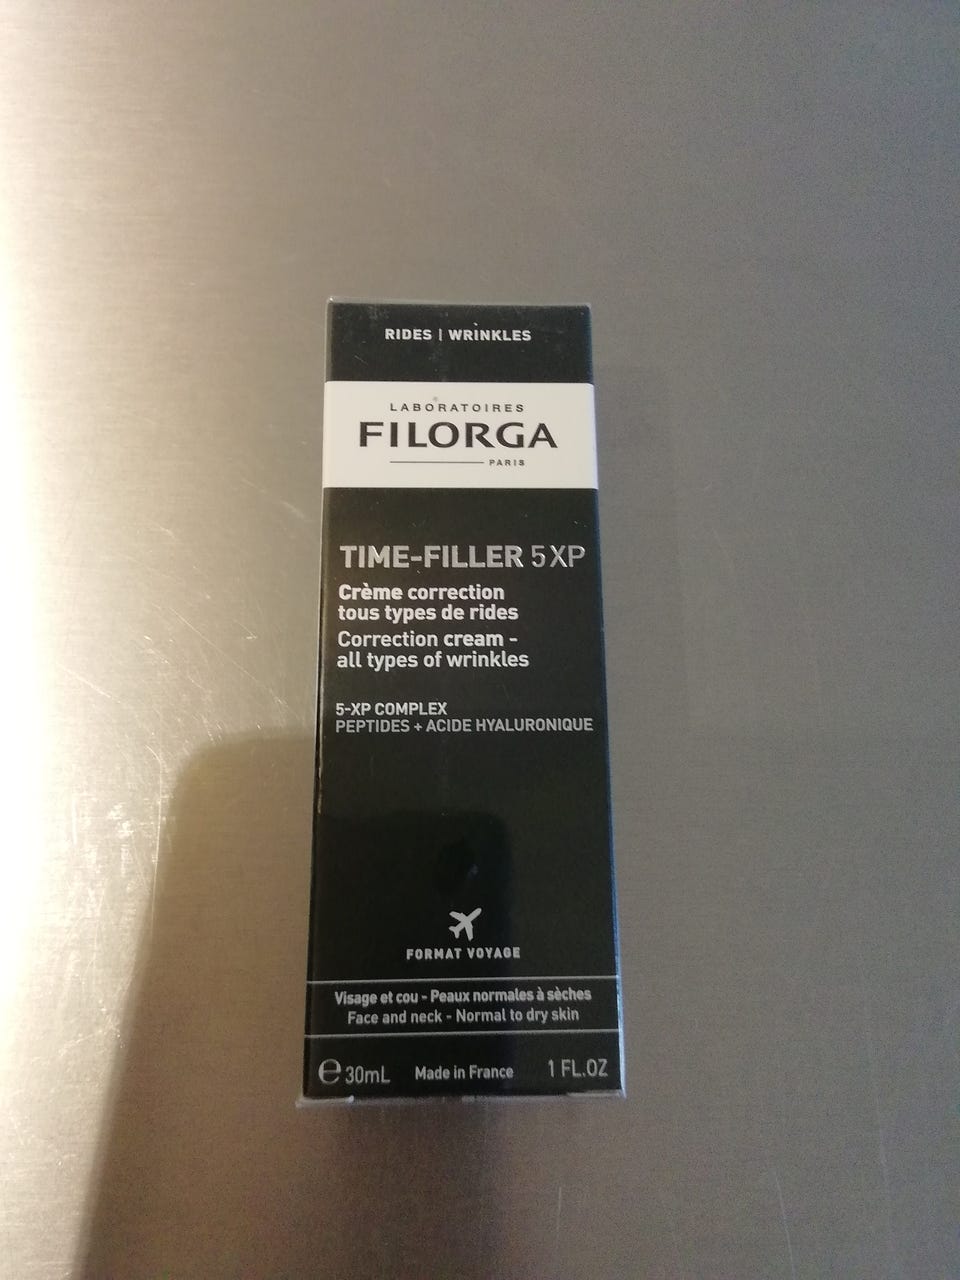 RIDES | WRINKLES
LABORATOIRES
FILORGA
PARIS
TIME-FILLER 5 XP
Crème correction
tous types de rides
Correction cream -
all types of wrinkles
5-XP COMPLEX
PEPTIDES + ACIDE HYALURONIQUE
FORMAT VOYAGE
Visage et cou - Peaux normales à sèches
Face and neck - Normal to dry skin
℮ 30mL Made in France 1 FL.OZ